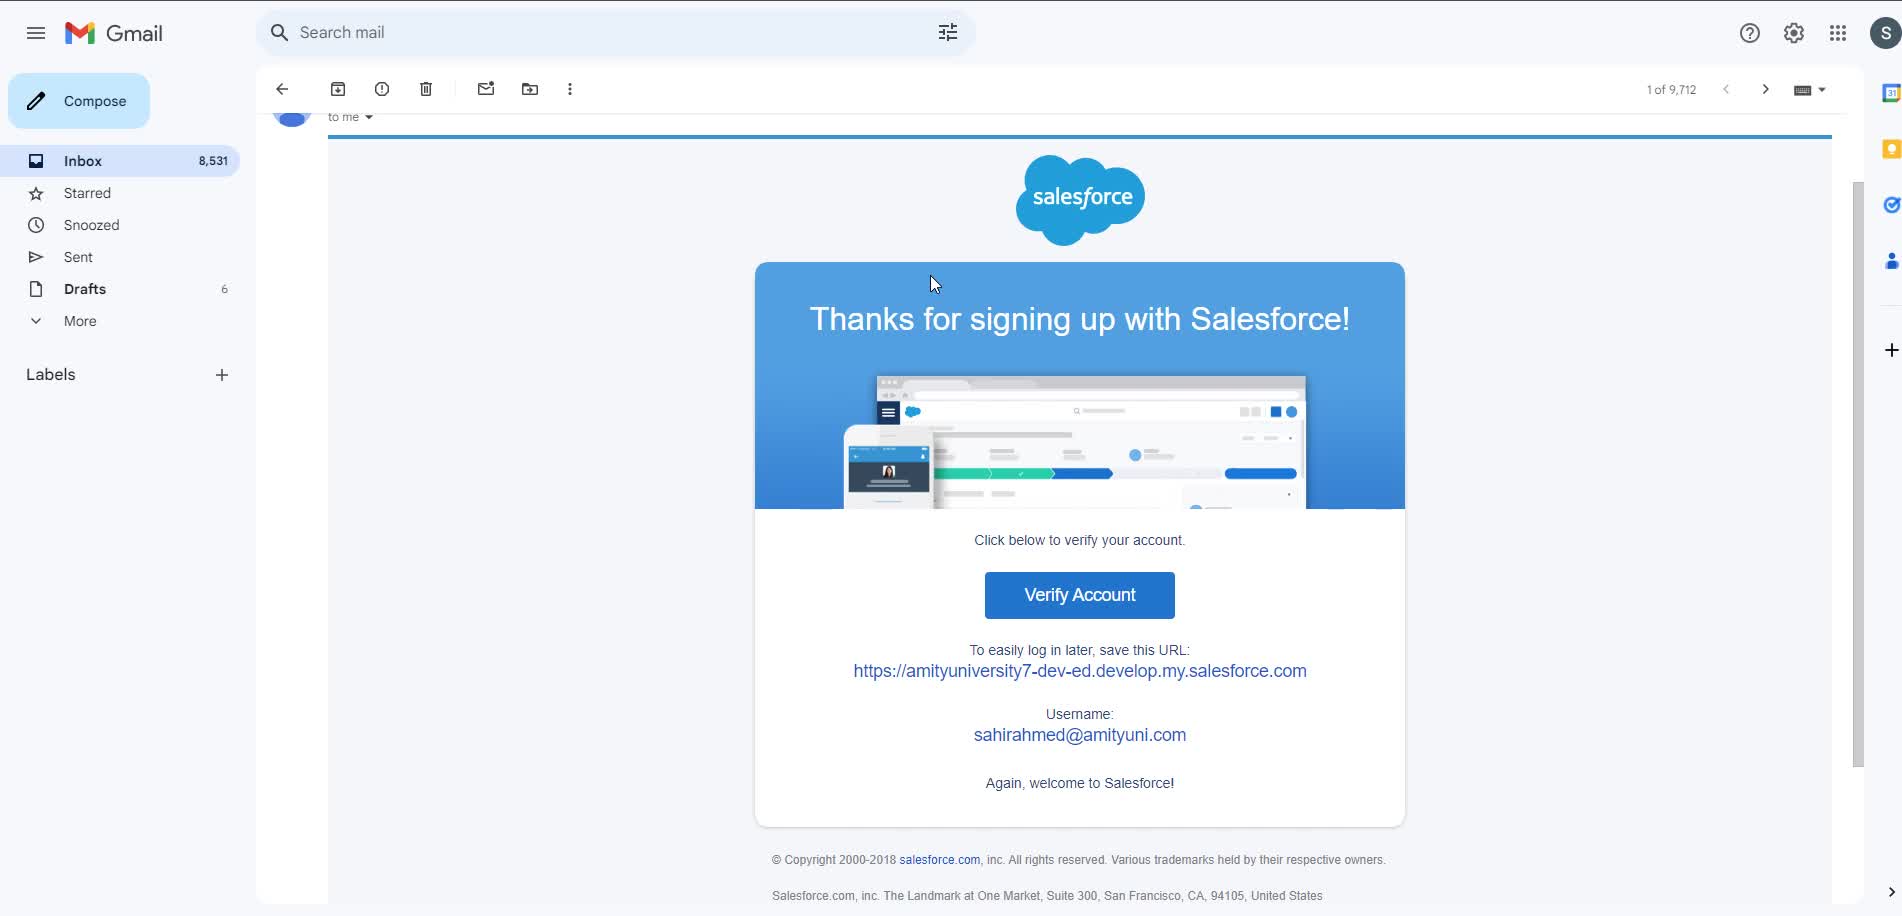 Gmail
Search mail
S
Compose
1 of 9,712
to me
Inbox 8,531
Starred
Snoozed
Sent
Drafts 6
More
Labels
31
salesforce
Thanks for signing up with Salesforce!
Click below to verify your account.
Verify Account
To easily log in later, save this URL:
https://amityuniversity7-dev-ed.develop.my.salesforce.com
Username:
sahirahmed@amityuni.com
Again, welcome to Salesforce!
© Copyright 2000-2018 salesforce.com, inc. All rights reserved. Various trademarks held by their respective owners.
Salesforce.com, inc. The Landmark at One Market, Suite 300, San Francisco, CA, 94105, United States